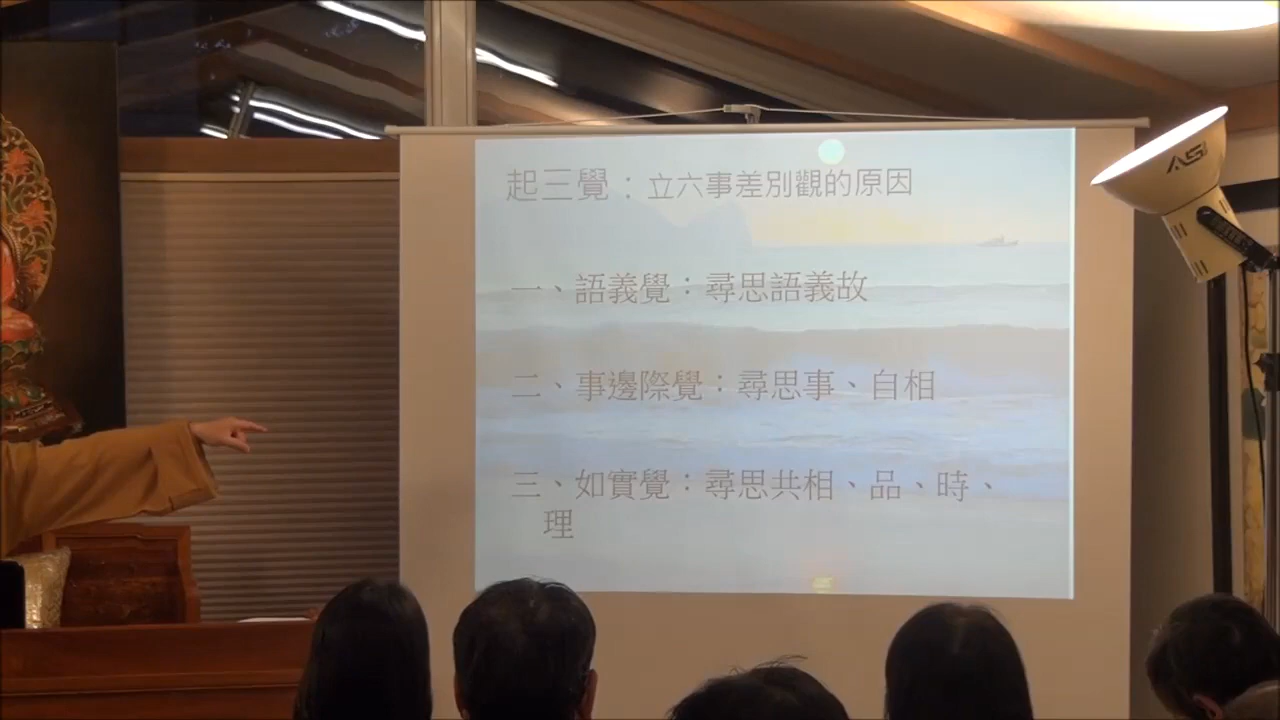 起三覺：立六事差別觀的原因
一、語義覺：尋思語義故
二、事邊際覺：尋思事、自相
三、如實覺：尋思共相、品、時、
理